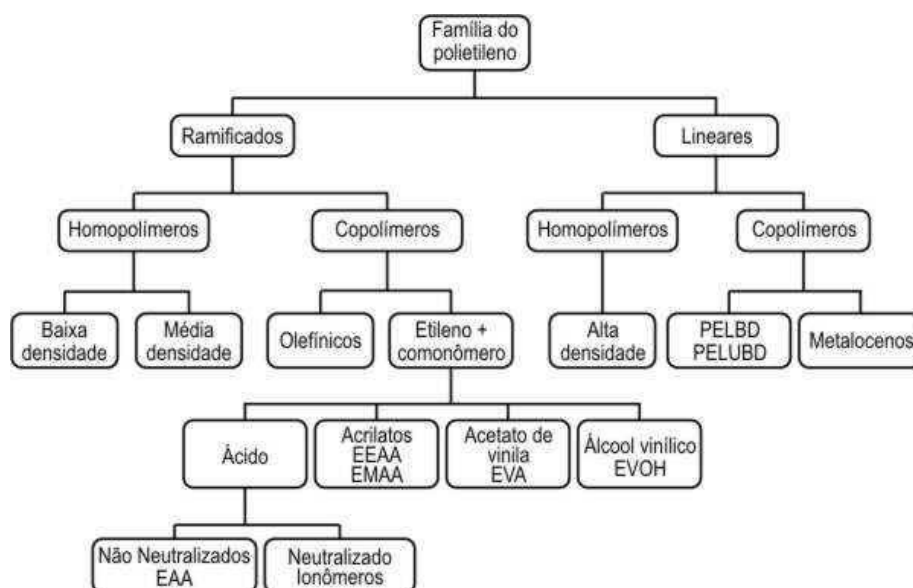 Família do
polietileno
Ramificados
Lineares
Homopolímeros
Copolímeros
Homopolímeros
Copolímeros
Baixa
densidade
Média
densidade
Olefínicos
Etileno +
comonômero
Alta
densidade
PELBD
PELUBD
Metalocenos
Ácido
Acrilatos
EEAA
EMAA
Acetato de
vinila
EVA
Álcool vinílico
EVOH
Não Neutralizados
EAA
Neutralizado
Ionômeros